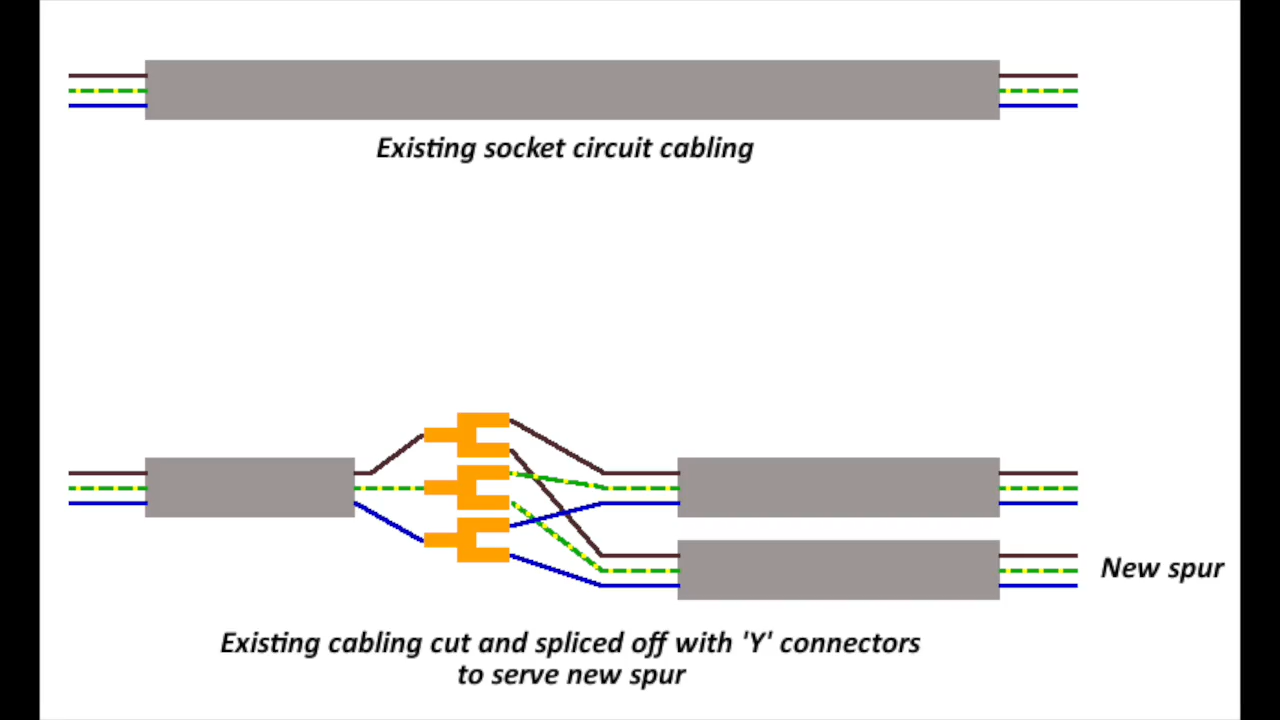 Existing socket circuit cabling
Existing cabling cut and spliced off with 'Y' connectors
to serve new spur
New spur